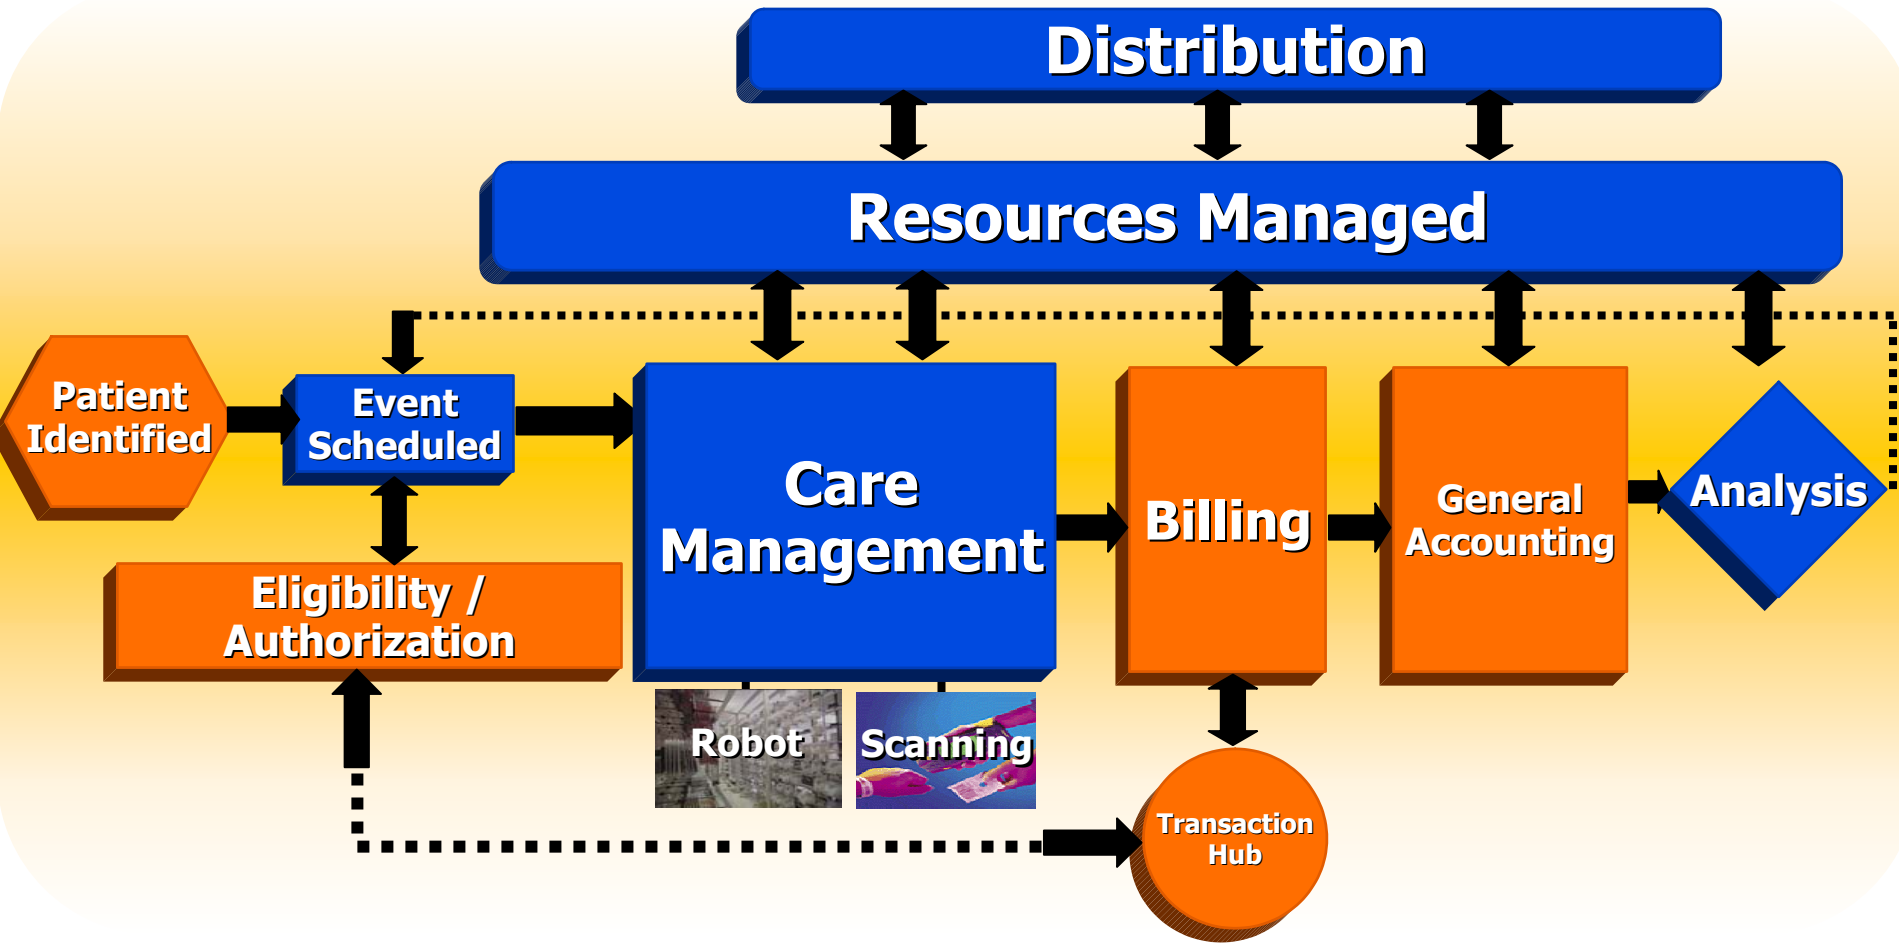 Distribution
Resources Managed
Patient
Identified
Event
Scheduled
Care
Management
Billing
General
Accounting
Analysis
Eligibility /
Authorization
Robot
Scanning
Transaction
Hub